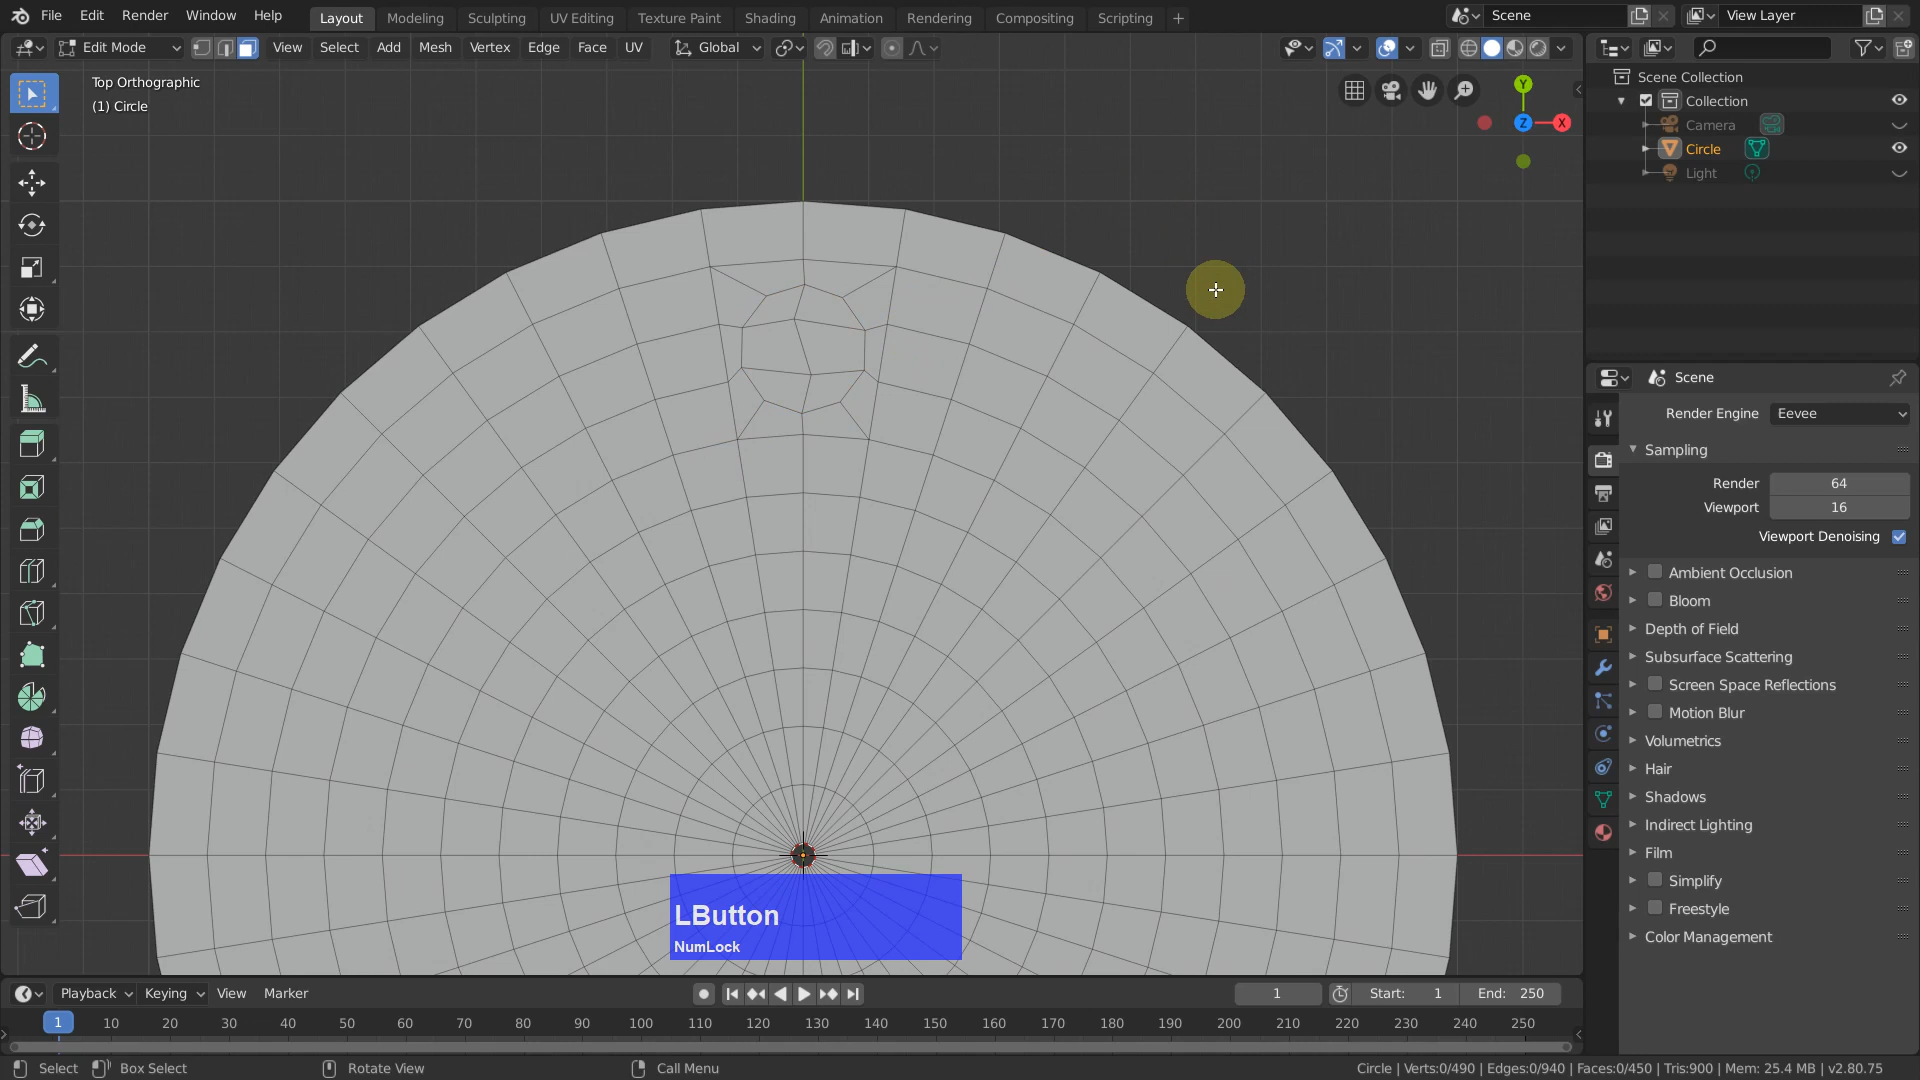 File Edit Render Window Help
Layout Modeling Sculpting UV Editing Texture Paint Shading Animation Rendering Compositing Scripting +
Scene
View Layer
Edit Mode View Select Add Mesh Vertex Edge Face UV
Global
Top Orthographic
(1) Circle
Y
Z
X
Scene Collection
Collection
Camera
Circle
Light
Scene
Render Engine Eevee
Sampling
Render 64
Viewport 16
Viewport Denoising
Ambient Occlusion
Bloom
Depth of Field
Subsurface Scattering
Screen Space Reflections
Motion Blur
Volumetrics
Hair
Shadows
Indirect Lighting
Film
Simplify
Freestyle
Color Management
LButton
NumLock
Playback Keying View Marker
1 Start: 1 End: 250
1 10 20 30 40 50 60 70 80 90 100 110 120 130 140 150 160 170 180 190 200 210 220 230 240 250
Select Box Select Rotate View Call Menu
Circle | Verts:0/490 | Edges:0/940 | Faces:0/450 | Tris:900 | Mem: 25.4 MB | v2.80.75